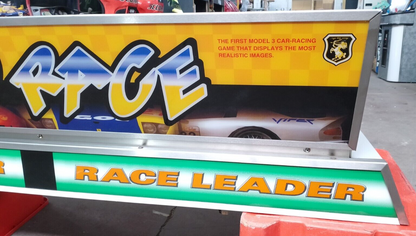 RACE
THE FIRST MODEL 3 CAR-RACING
GAME THAT DISPLAYS THE MOST
REALISTIC IMAGES.
VIPER
RACE LEADER